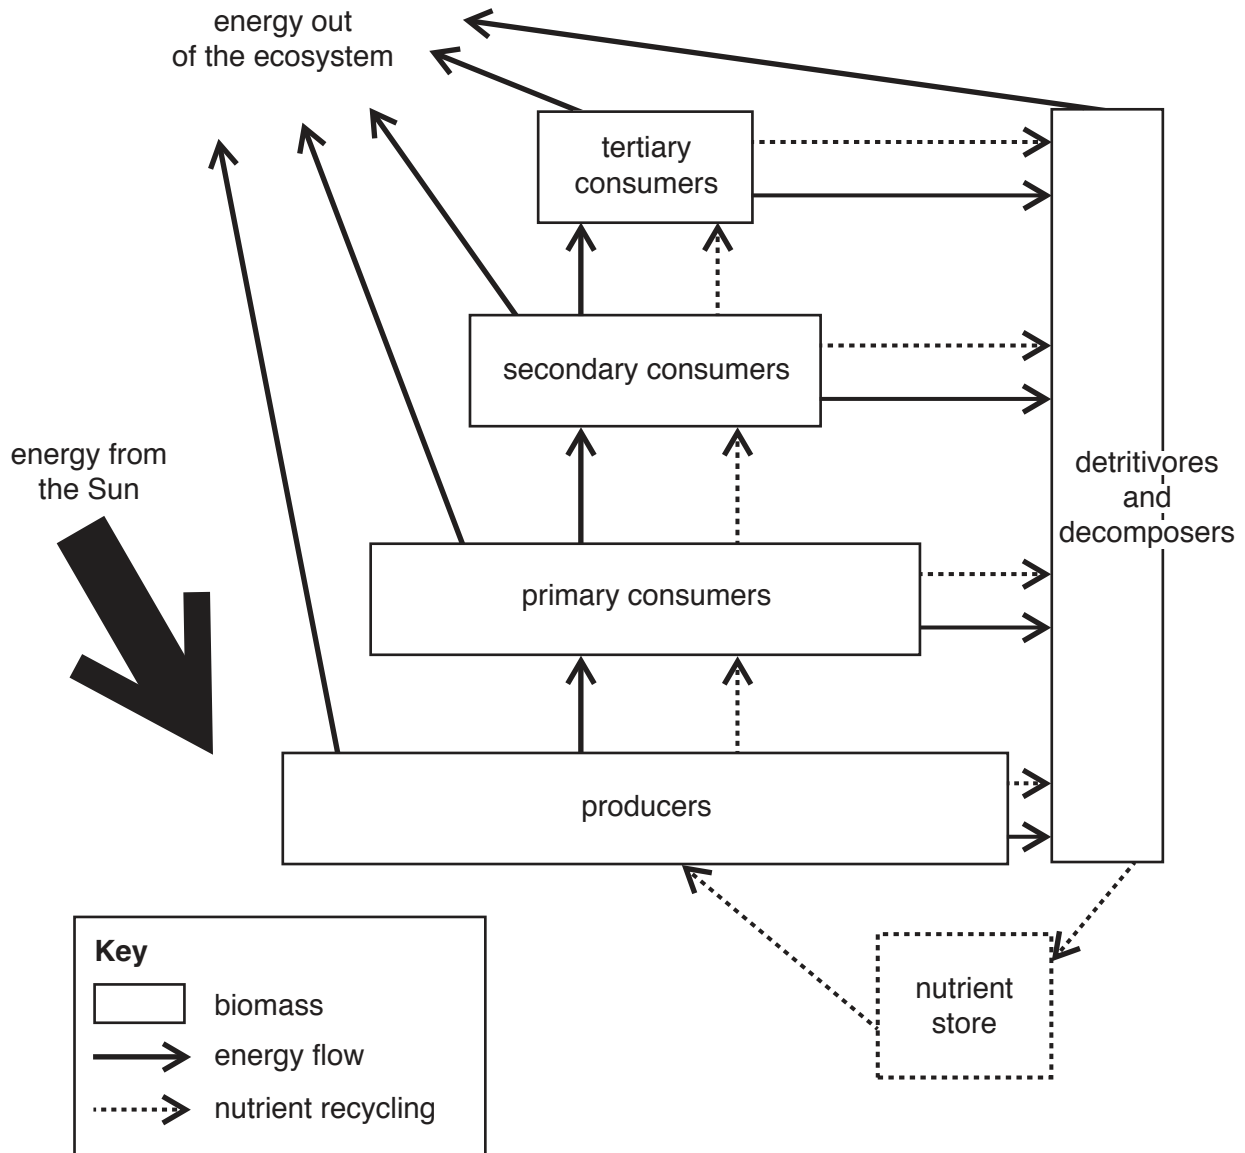 energy out
of the ecosystem
tertiary
consumers
secondary consumers
energy from
the Sun
detritivores
and
decomposers
primary consumers
producers
nutrient
store
Key
biomass
energy flow
nutrient recycling